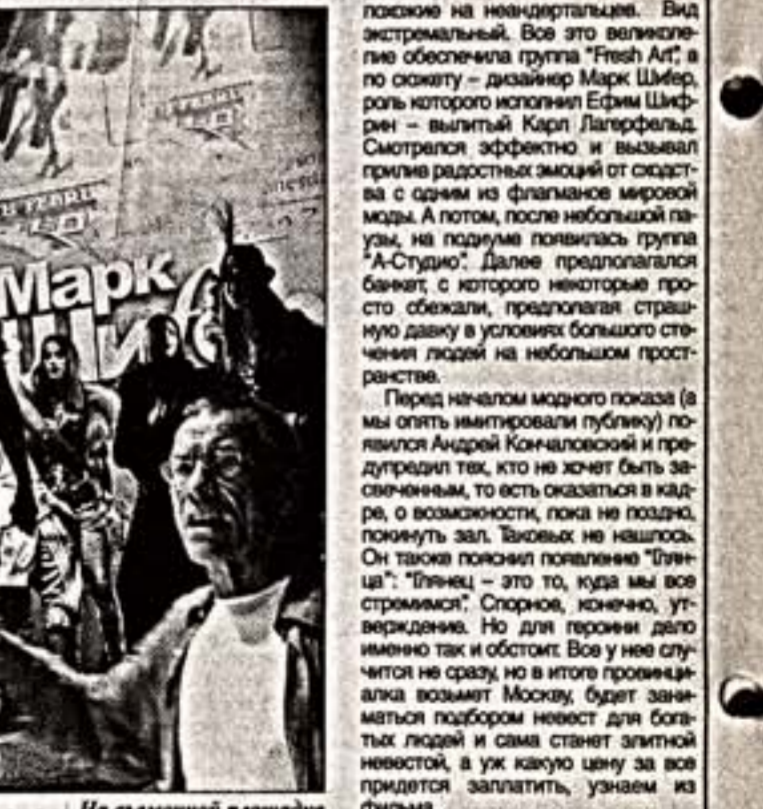 Марк
Шиф
На съемочной площадке
похожие на неандертальцев. Вид
экстремальный. Все это великоле-
пие обеспечила группа "Fresh Art", а
по сюжету – дизайнер Марк Шифер,
роль которого исполнил Ефим Шиф-
рин – вылитый Карл Лагерфельд.
Смотрелся эффектно и вызывал
прилив радостных эмоций от сходст-
ва с одним из флагманов мировой
моды. А потом, после небольшой па-
узы, на подиуме появилась группа
"А-Студио". Далее предполагался
банкет, с которого некоторые про-
сто сбежали, предполагая страш-
ную давку в условиях большого сте-
чения людей на небольшом прост-
ранстве.
Перед началом модного показа (а
мы опять имитировали публику) по-
явился Андрей Кончаловский и пре-
дупредил тех, кто не хочет быть за-
свеченным, то есть оказаться в кад-
ре, о возможности, пока не поздно,
покинуть зал. Таковых не нашлось.
Он также пояснил появление "Глян-
ца": "Глянец – это то, куда мы все
стремимся". Спорное, конечно, ут-
верждение. Но для героини дело
именно так и обстоит. Все у нее слу-
чится не сразу, но в итоге провинци-
алка возьмет Москву, будет зани-
маться подбором невест для бога-
тых людей и сама станет элитной
невестой, а уж какую цену за все
придется заплатить, узнаем из
фильма.